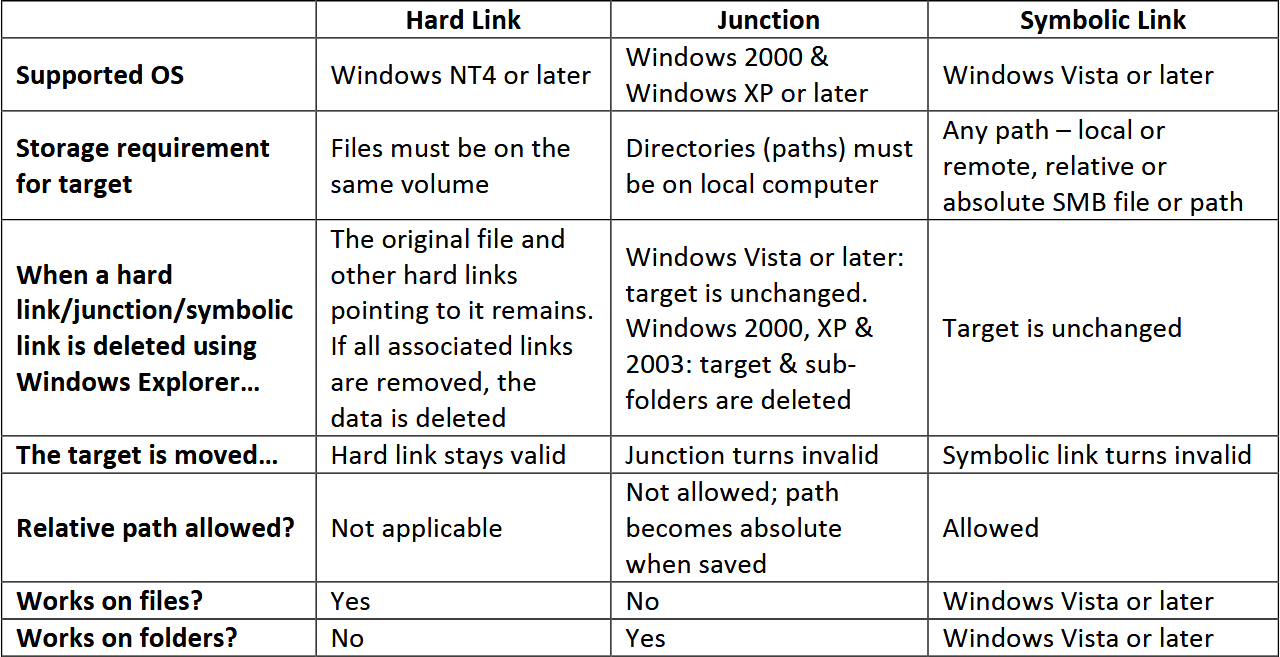 Hard Link Junction Symbolic Link
Supported OS
Windows NT4 or later
Windows 2000 &
Windows XP or later
Windows Vista or later
Storage requirement
for target
Files must be on the
same volume
Directories (paths) must
be on local computer
Any path – local or
remote, relative or
absolute SMB file or path
When a hard
link/junction/symbolic
link is deleted using
Windows Explorer…
The original file and
other hard links
pointing to it remains.
If all associated links
are removed, the
data is deleted
Windows Vista or later:
target is unchanged.
Windows 2000, XP &
2003: target & sub-
folders are deleted
Target is unchanged
The target is moved…
Hard link stays valid
Junction turns invalid
Symbolic link turns invalid
Relative path allowed?
Not applicable
Not allowed; path
becomes absolute
when saved
Allowed
Works on files?
Yes
No
Windows Vista or later
Works on folders?
No
Yes
Windows Vista or later